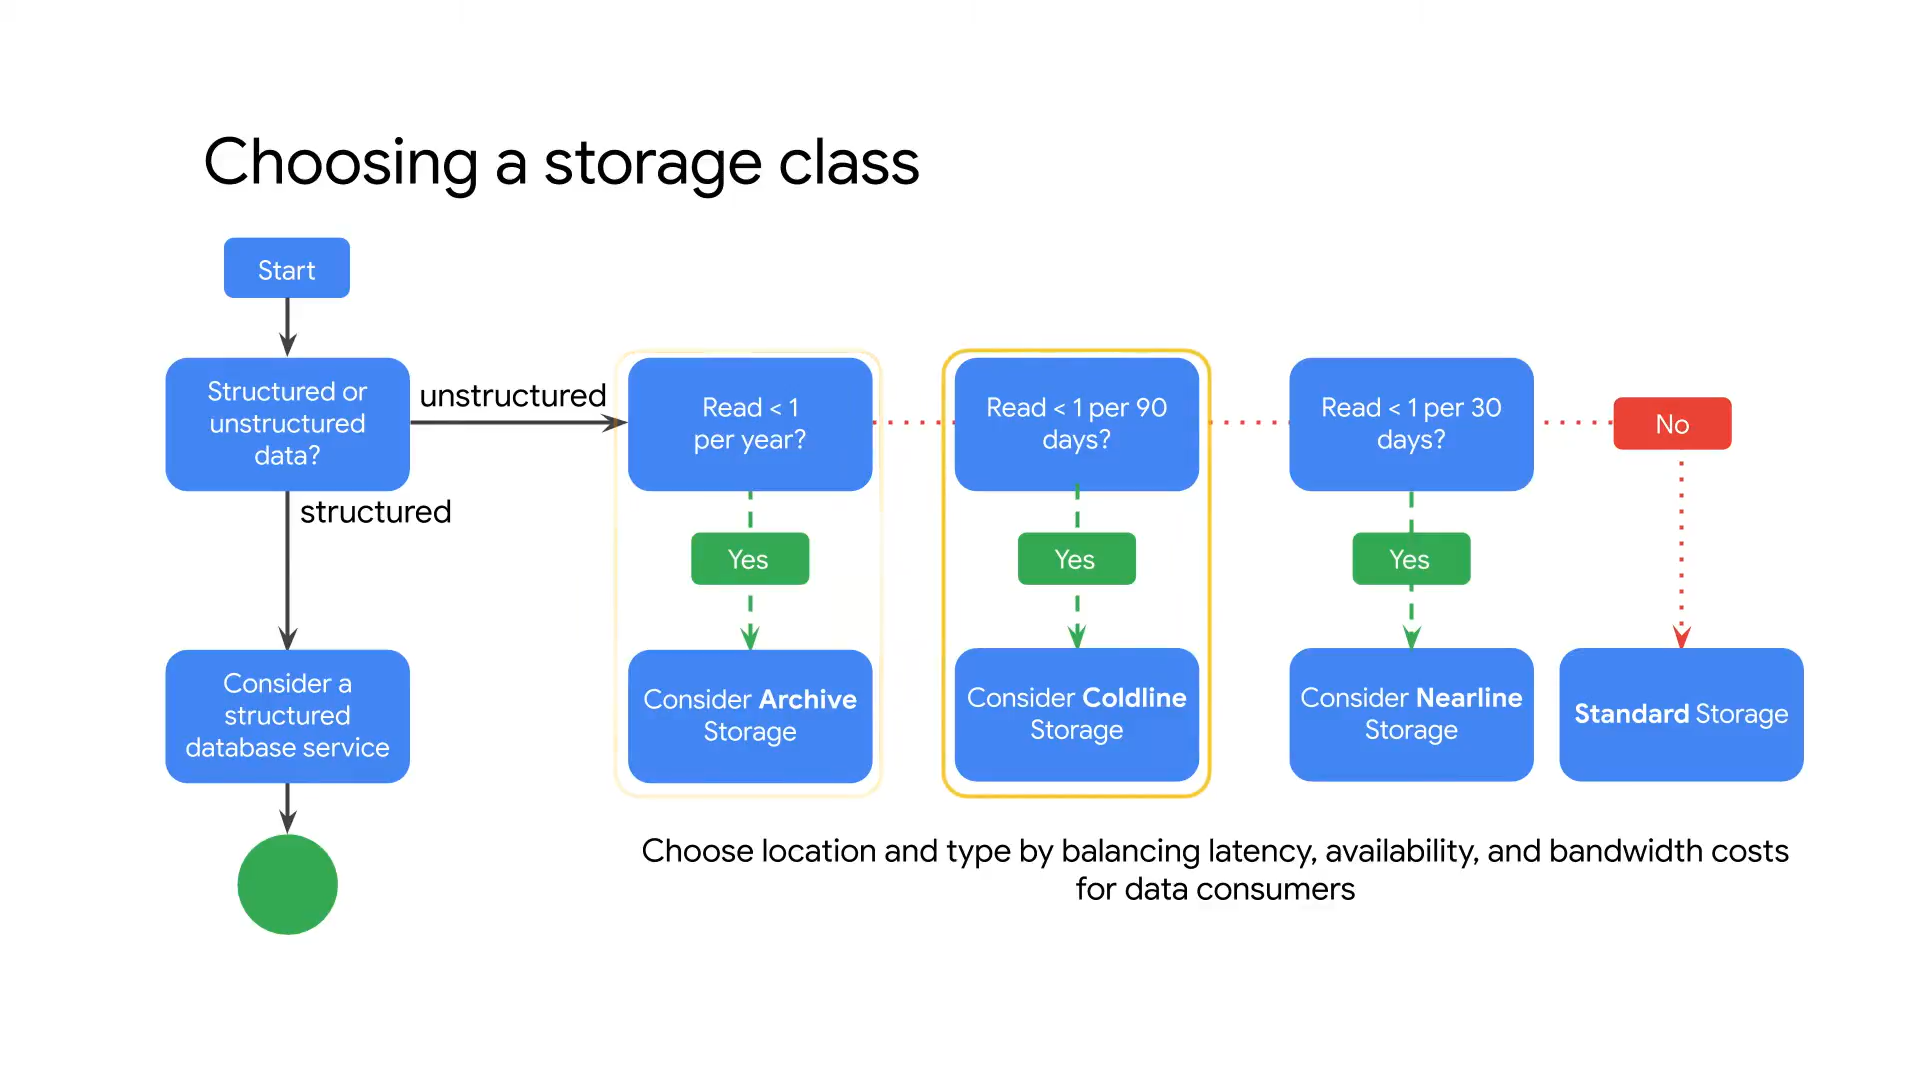 Choosing a storage class
Start
Structured or
unstructured
data?
unstructured
structured
Consider a
structured
database service
Read < 1
per year?
Yes
Consider Archive
Storage
Read < 1 per 90
days?
Yes
Consider Coldline
Storage
Read < 1 per 30
days?
Yes
Consider Nearline
Storage
No
Standard Storage
Choose location and type by balancing latency, availability, and bandwidth costs
for data consumers